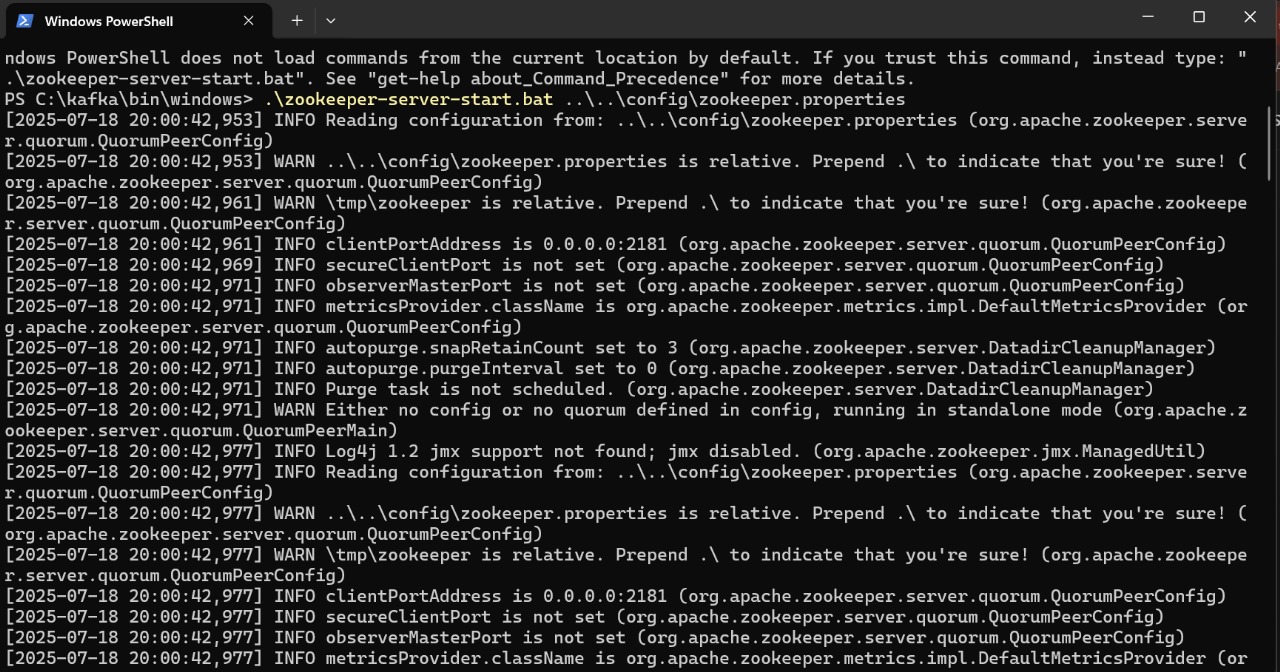 Windows PowerShell
ndows PowerShell does not load commands from the current location by default. If you trust this command, instead type: "
.\zookeeper-server-start.bat". See "get-help about_Command_Precedence" for more details.
PS C:\kafka\bin\windows> .\zookeeper-server-start.bat ..\..\config\zookeeper.properties
[2025-07-18 20:00:42,953] INFO Reading configuration from: ..\..\config\zookeeper.properties (org.apache.zookeeper.serve
r.quorum.QuorumPeerConfig)
[2025-07-18 20:00:42,953] WARN ..\..\config\zookeeper.properties is relative. Prepend .\ to indicate that you're sure! (
org.apache.zookeeper.server.quorum.QuorumPeerConfig)
[2025-07-18 20:00:42,961] WARN \tmp\zookeeper is relative. Prepend .\ to indicate that you're sure! (org.apache.zookeepe
r.server.quorum.QuorumPeerConfig)
[2025-07-18 20:00:42,961] INFO clientPortAddress is 0.0.0.0:2181 (org.apache.zookeeper.server.quorum.QuorumPeerConfig)
[2025-07-18 20:00:42,969] INFO secureClientPort is not set (org.apache.zookeeper.server.quorum.QuorumPeerConfig)
[2025-07-18 20:00:42,971] INFO observerMasterPort is not set (org.apache.zookeeper.server.quorum.QuorumPeerConfig)
[2025-07-18 20:00:42,971] INFO metricsProvider.className is org.apache.zookeeper.metrics.impl.DefaultMetricsProvider (or
g.apache.zookeeper.server.quorum.QuorumPeerConfig)
[2025-07-18 20:00:42,971] INFO autopurge.snapRetainCount set to 3 (org.apache.zookeeper.server.DatadirCleanupManager)
[2025-07-18 20:00:42,971] INFO autopurge.purgeInterval set to 0 (org.apache.zookeeper.server.DatadirCleanupManager)
[2025-07-18 20:00:42,971] INFO Purge task is not scheduled. (org.apache.zookeeper.server.DatadirCleanupManager)
[2025-07-18 20:00:42,971] WARN Either no config or no quorum defined in config, running in standalone mode (org.apache.z
ookeeper.server.quorum.QuorumPeerMain)
[2025-07-18 20:00:42,977] INFO Log4j 1.2 jmx support not found; jmx disabled. (org.apache.zookeeper.jmx.ManagedUtil)
[2025-07-18 20:00:42,977] INFO Reading configuration from: ..\..\config\zookeeper.properties (org.apache.zookeeper.serve
r.quorum.QuorumPeerConfig)
[2025-07-18 20:00:42,977] WARN ..\..\config\zookeeper.properties is relative. Prepend .\ to indicate that you're sure! (
org.apache.zookeeper.server.quorum.QuorumPeerConfig)
[2025-07-18 20:00:42,977] WARN \tmp\zookeeper is relative. Prepend .\ to indicate that you're sure! (org.apache.zookeepe
r.server.quorum.QuorumPeerConfig)
[2025-07-18 20:00:42,977] INFO clientPortAddress is 0.0.0.0:2181 (org.apache.zookeeper.server.quorum.QuorumPeerConfig)
[2025-07-18 20:00:42,977] INFO secureClientPort is not set (org.apache.zookeeper.server.quorum.QuorumPeerConfig)
[2025-07-18 20:00:42,977] INFO observerMasterPort is not set (org.apache.zookeeper.server.quorum.QuorumPeerConfig)
[2025-07-18 20:00:42,977] INFO metricsProvider.className is org.apache.zookeeper.metrics.impl.DefaultMetricsProvider (or